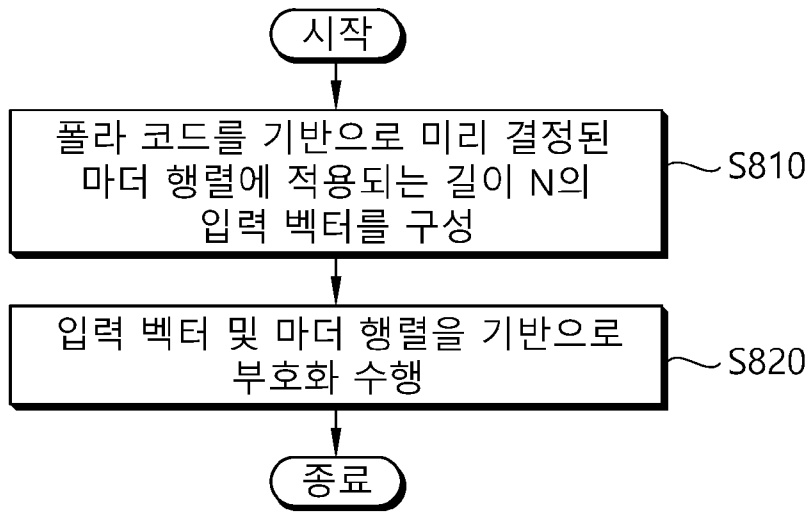 시작
폴라 코드를 기반으로 미리 결정된
마더 행렬에 적용되는 길이 N의
입력 벡터를 구성
S810
입력 벡터 및 마더 행렬을 기반으로
부호화 수행
S820
종료